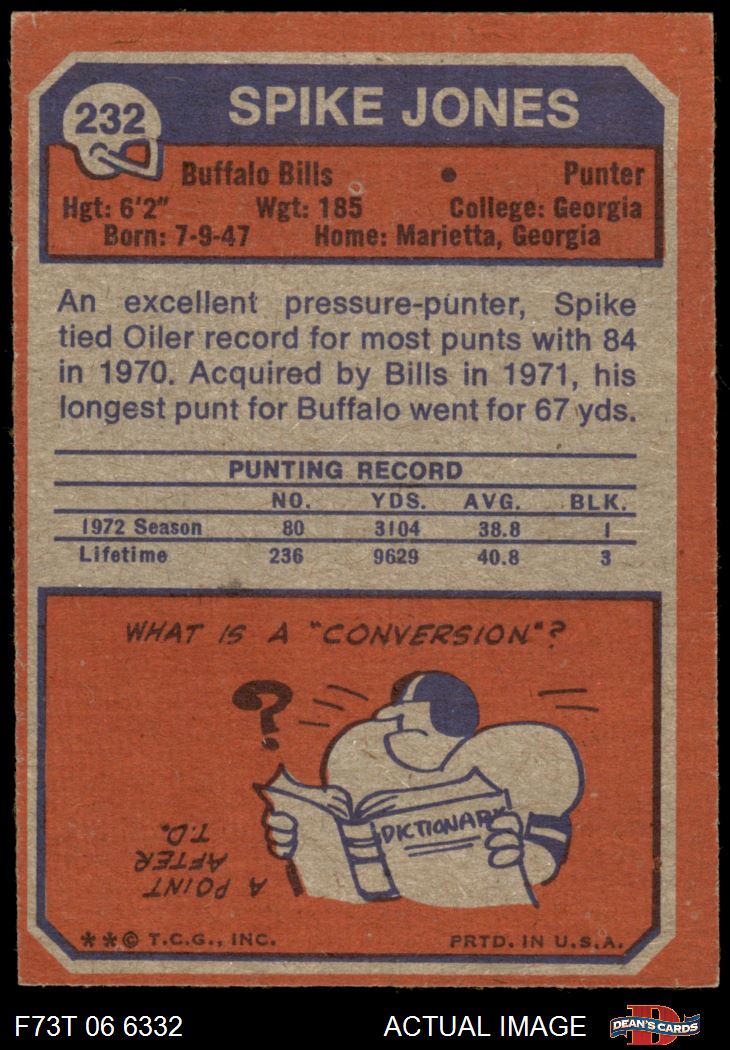 232
SPIKE JONES
Buffalo Bills • Punter
Hgt: 6'2" Wgt: 185 College: Georgia
Born: 7-9-47 Home: Marietta, Georgia
An excellent pressure-punter, Spike
tied Oiler record for most punts with 84
in 1970. Acquired by Bills in 1971, his
longest punt for Buffalo went for 67 yds.
PUNTING RECORD
NO. YDS. AVG. BLK.
1972 Season 80 3104 38.8 1
Lifetime 236 9629 40.8 3
WHAT IS A "CONVERSION"?
?
DICTIONARY
A POINT
AFTER
T.D.
**© T.C.G., INC. PRTD. IN U.S.A.
F73T 06 6332 ACTUAL IMAGE
D
DEAN'S CARDS